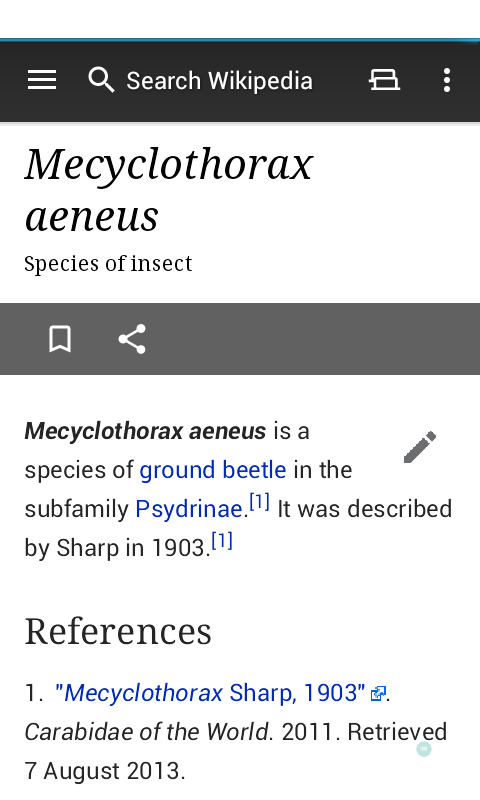 Search Wikipedia
Mecyclothorax
aeneus
Species of insect
Mecyclothorax aeneus is a
species of ground beetle in the
subfamily Psydrinae.[1] It was described
by Sharp in 1903.[1]
References
1. "Mecyclothorax Sharp, 1903" .
Carabidae of the World. 2011. Retrieved
7 August 2013.